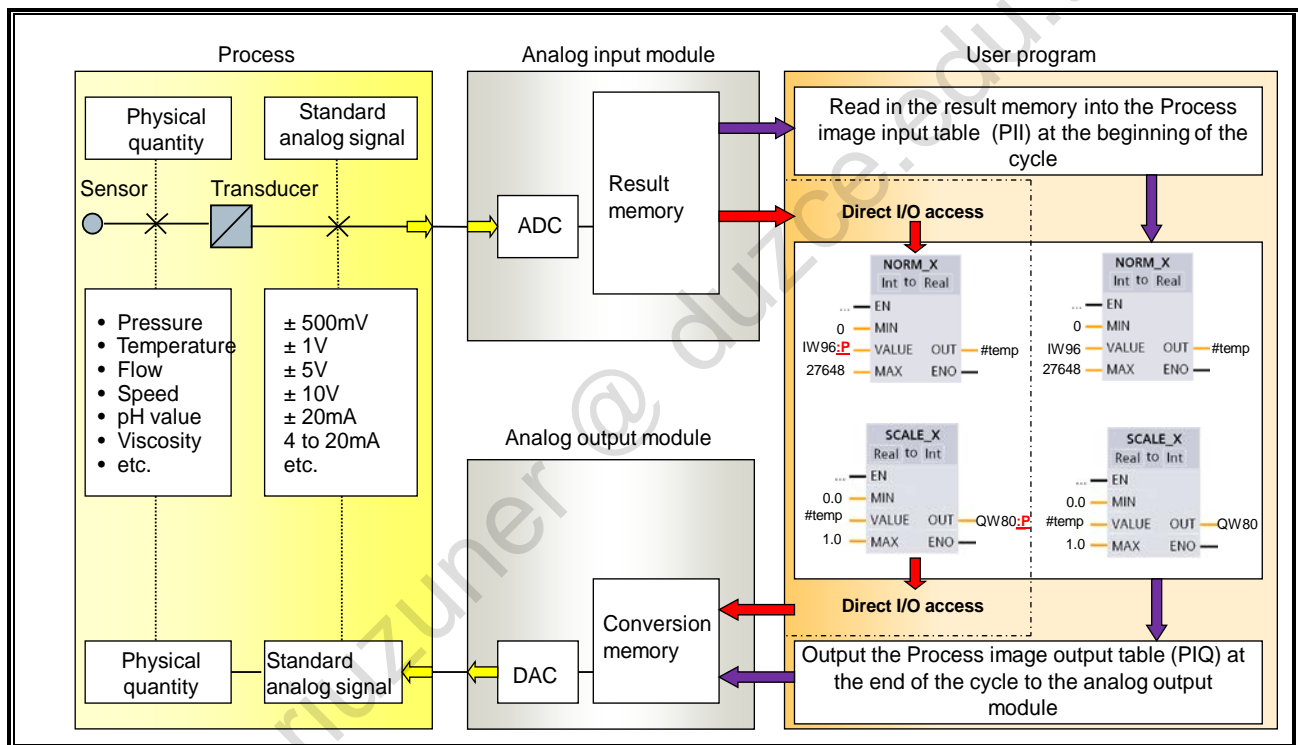 Process
Analog input module
User program
Physical
quantity
Standard
analog signal
Sensor
Transducer
• Pressure
• Temperature
• Flow
• Speed
• pH value
• Viscosity
• etc.
± 500mV
± 1V
± 5V
± 10V
± 20mA
4 to 20mA
etc.
Physical
quantity
Standard
analog signal
ADC
Result
memory
Analog output module
DAC
Conversion
memory
Read in the result memory into the Process
image input table (PII) at the beginning of the
cycle
Direct I/O access
NORM_X
Int to Real
... EN
0 MIN
IW96:P VALUE OUT #temp
27648 MAX ENO
NORM_X
Int to Real
... EN
0 MIN
IW96 VALUE OUT #temp
27648 MAX ENO
SCALE_X
Real to Int
... EN
0.0 MIN
#temp VALUE OUT QW80:P
1.0 MAX ENO
SCALE_X
Real to Int
... EN
0.0 MIN
#temp VALUE OUT QW80
1.0 MAX ENO
Direct I/O access
Output the Process image output table (PIQ) at
the end of the cycle to the analog output
module
riuzuner @ duzce.edu.